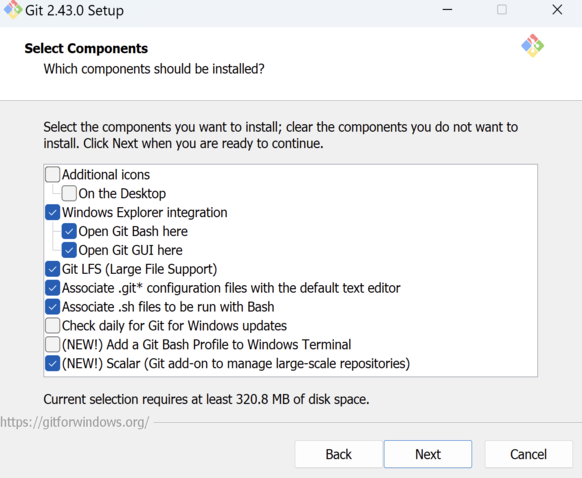 Git 2.43.0 Setup
Select Components
Which components should be installed?
Select the components you want to install; clear the components you do not want to
install. Click Next when you are ready to continue.
Additional icons
On the Desktop
Windows Explorer integration
Open Git Bash here
Open Git GUI here
Git LFS (Large File Support)
Associate .git* configuration files with the default text editor
Associate .sh files to be run with Bash
Check daily for Git for Windows updates
(NEW!) Add a Git Bash Profile to Windows Terminal
(NEW!) Scalar (Git add-on to manage large-scale repositories)
Current selection requires at least 320.8 MB of disk space.
https://gitforwindows.org/
Back Next Cancel